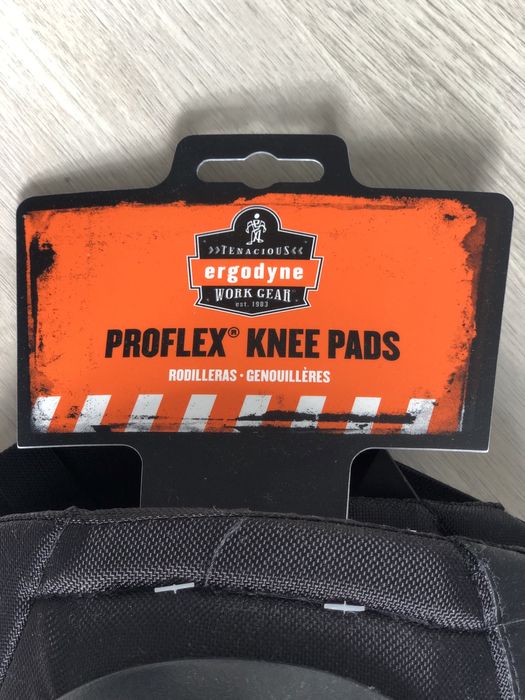 TENACIOUS
ergodyne
WORK GEAR
est. 1983
PROFLEX® KNEE PADS
RODILLERAS · GENOUILLÈRES